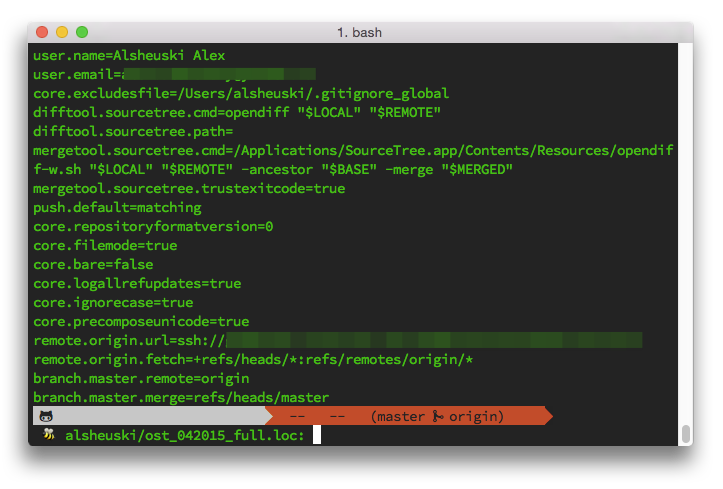 1. bash
user.name=Alsheuski Alex
user.email=
core.excludesfile=/Users/alsheuski/.gitignore_global
difftool.sourcetree.cmd=opendiff "$LOCAL" "$REMOTE"
difftool.sourcetree.path=
mergetool.sourcetree.cmd=/Applications/SourceTree.app/Contents/Resources/opendif
f-w.sh "$LOCAL" "$REMOTE" -ancestor "$BASE" -merge "$MERGED"
mergetool.sourcetree.trustexitcode=true
push.default=matching
core.repositoryformatversion=0
core.filemode=true
core.bare=false
core.logallrefupdates=true
core.ignorecase=true
core.precomposeunicode=true
remote.origin.url=ssh://
remote.origin.fetch=+refs/heads/*:refs/remotes/origin/*
branch.master.remote=origin
branch.master.merge=refs/heads/master
-- -- (master origin)
alsheuski/ost_042015_full.loc: